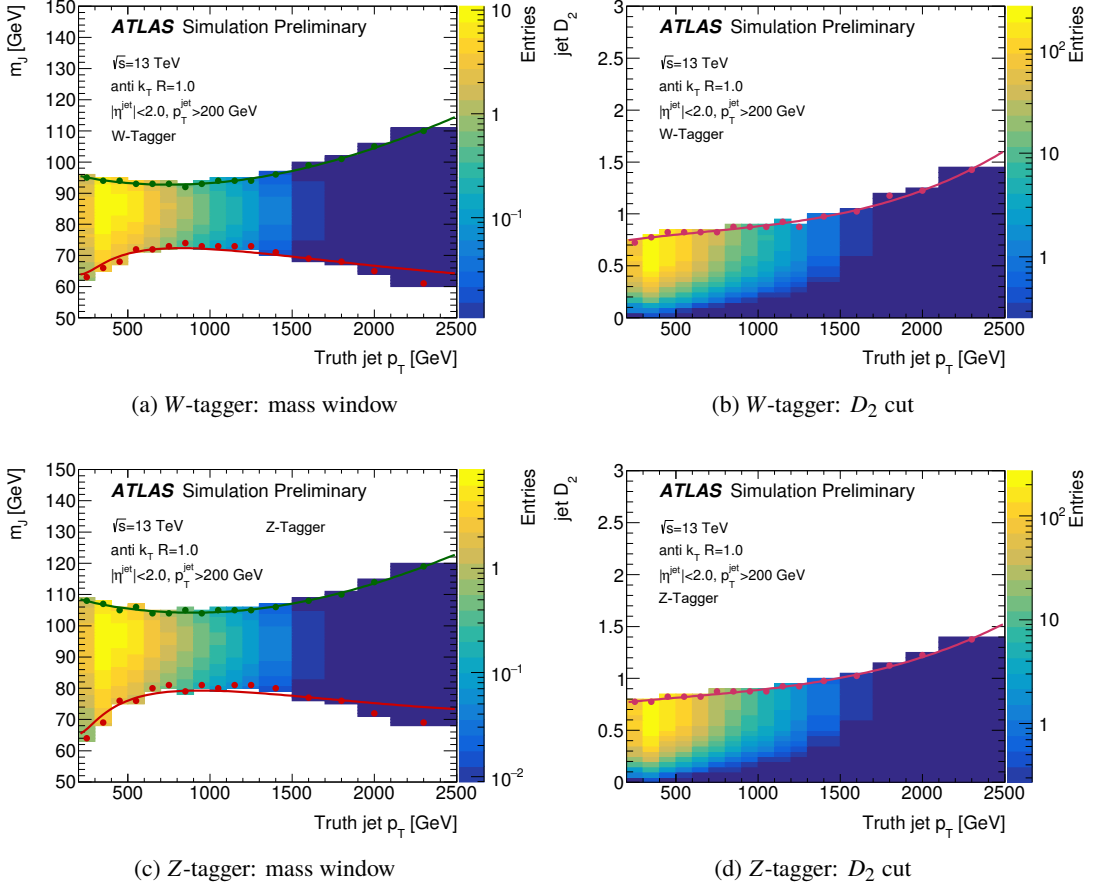 m_J [GeV]
150
140
130
120
110
100
90
80
70
60
50
ATLAS Simulation Preliminary
√s=13 TeV
anti k_T R=1.0
|η^jet|<2.0, p_T^jet>200 GeV
W-Tagger
500 1000 1500 2000 2500
Truth jet p_T [GeV]
10
1
10^−1
Entries
(a) W-tagger: mass window
jet D_2
3
2.5
2
1.5
1
0.5
0
ATLAS Simulation Preliminary
√s=13 TeV
anti k_T R=1.0
|η^jet|<2.0, p_T^jet>200 GeV
W-Tagger
500 1000 1500 2000 2500
Truth jet p_T [GeV]
10^2
10
1
Entries
(b) W-tagger: D_2 cut
m_J [GeV]
150
140
130
120
110
100
90
80
70
60
50
ATLAS Simulation Preliminary
√s=13 TeV Z-Tagger
anti k_T R=1.0
|η^jet|<2.0, p_T^jet>200 GeV
500 1000 1500 2000 2500
Truth jet p_T [GeV]
1
10^−1
10^−2
Entries
(c) Z-tagger: mass window
jet D_2
3
2.5
2
1.5
1
0.5
0
ATLAS Simulation Preliminary
√s=13 TeV
anti k_T R=1.0
|η^jet|<2.0, p_T^jet>200 GeV
Z-Tagger
500 1000 1500 2000 2500
Truth jet p_T [GeV]
10^2
10
1
Entries
(d) Z-tagger: D_2 cut